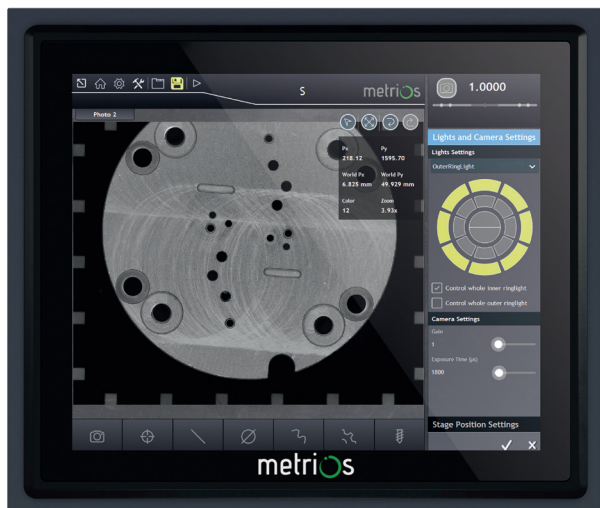 S
metrios
1.0000
Photo 2
Px
Py
218.12
1595.70
World Px
World Py
6.825 mm
49.929 mm
Color
Zoom
12
3.93x
Lights and Camera Settings
Lights Settings
OuterRingLight
Control whole inner ringlight
Control whole outer ringlight
Camera Settings
Gain
1
Exposure Time (µs)
1800
Stage Position Settings
metrios